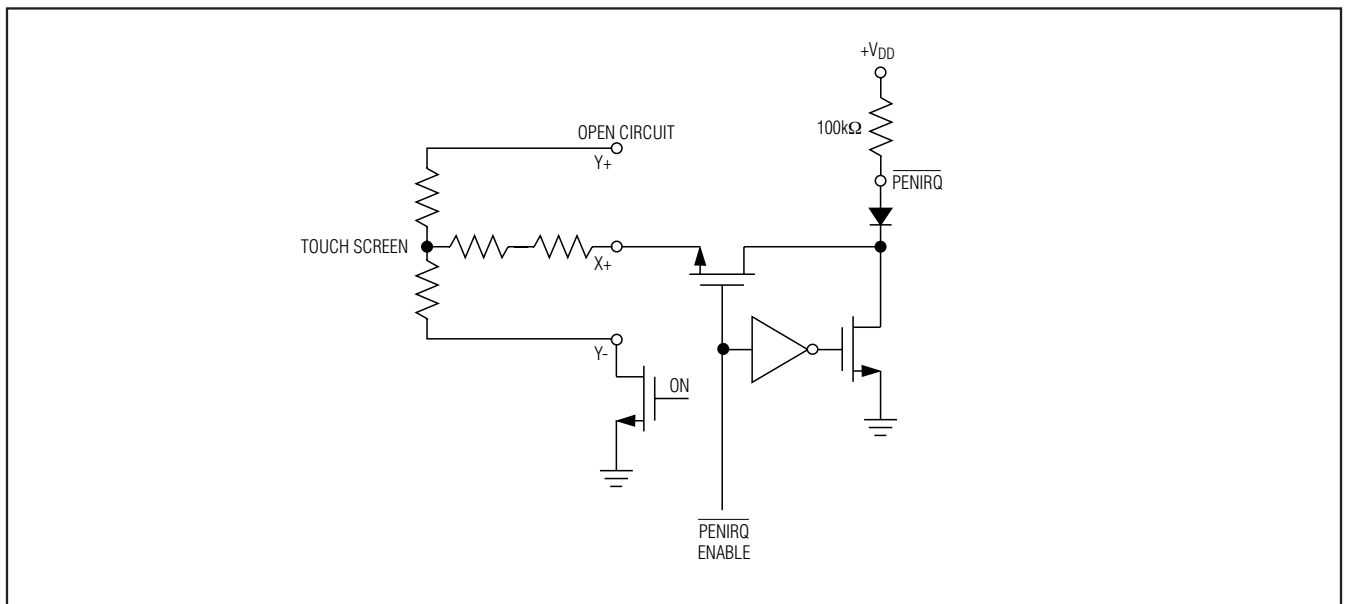 +VDD
100kΩ
OPEN CIRCUIT
Y+
PENIRQ
TOUCH SCREEN
X+
Y-
ON
PENIRQ
ENABLE